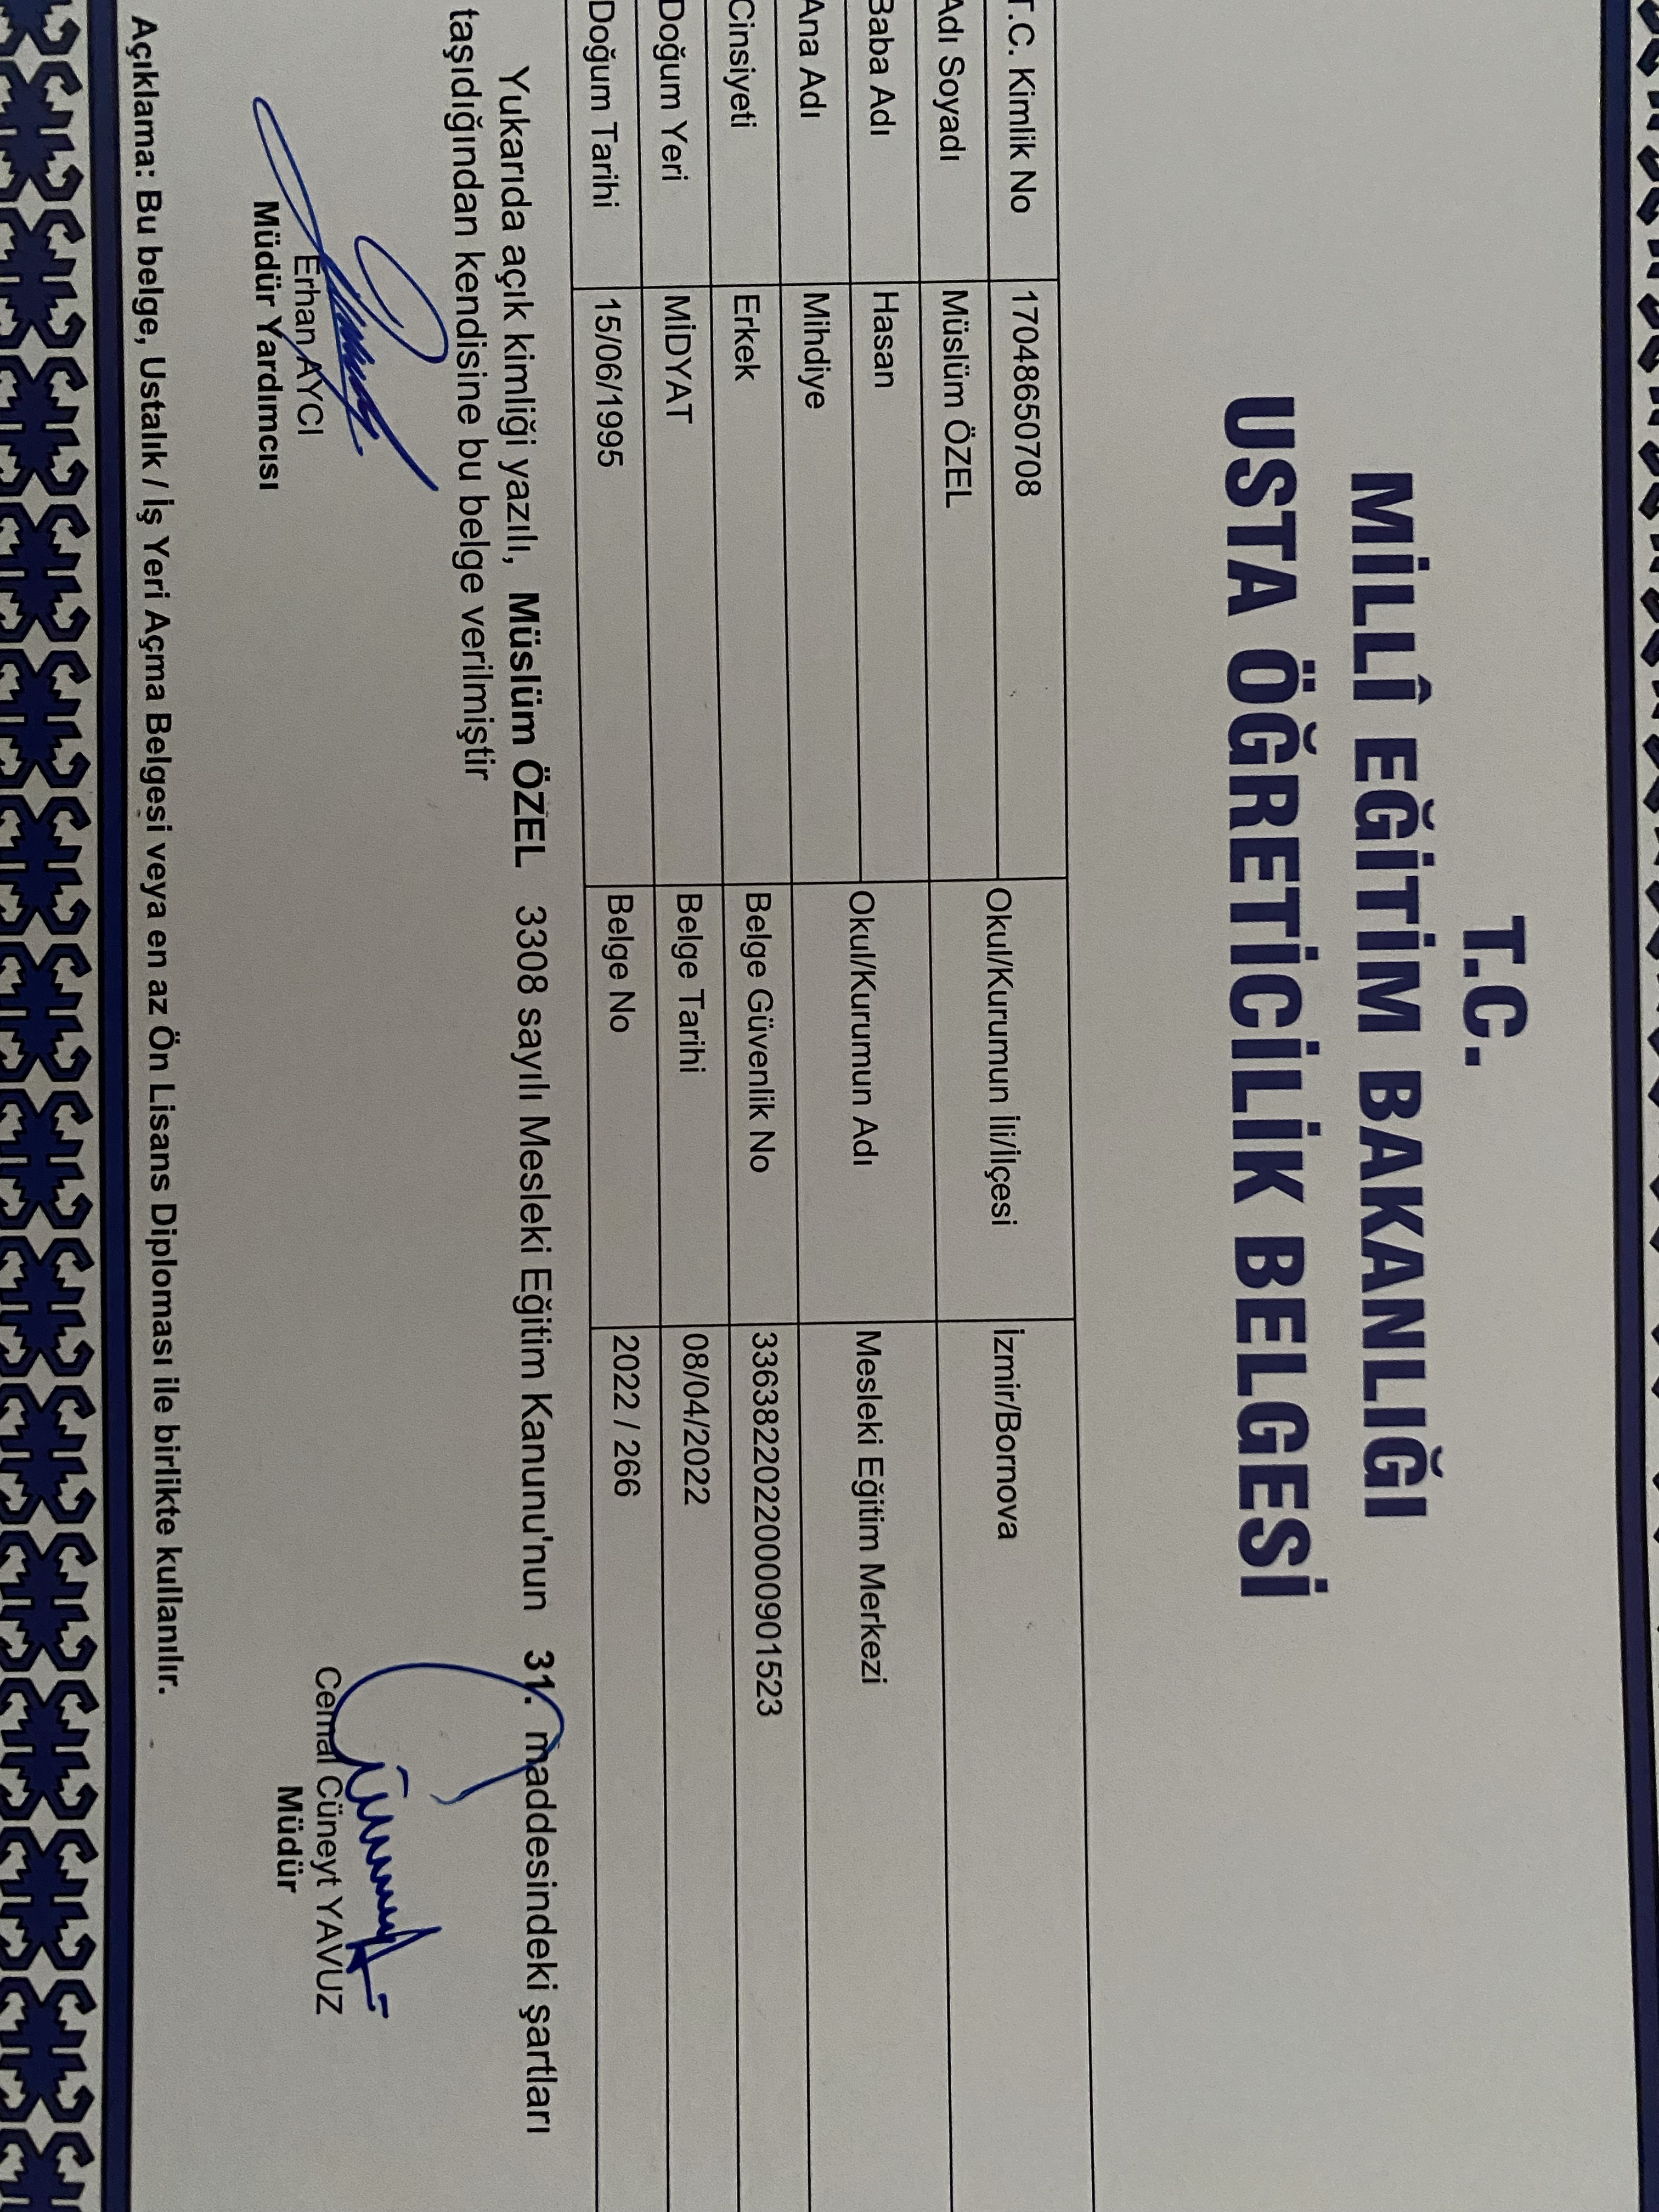 T.C.
MİLLÎ EĞİTİM BAKANLIĞI
USTA ÖĞRETİCİLİK BELGESİ
T.C. Kimlik No 17048650708 Okul/Kurumun İli/İlçesi İzmir/Bornova
Adı Soyadı Müslüm ÖZEL
Baba Adı Hasan Okul/Kurumun Adı Mesleki Eğitim Merkezi
Ana Adı Mihdiye
Cinsiyeti Erkek Belge Güvenlik No 33638220220000901523
Doğum Yeri MİDYAT Belge Tarihi 08/04/2022
Doğum Tarihi 15/06/1995 Belge No 2022 / 266
Yukarıda açık kimliği yazılı, Müslüm ÖZEL 3308 sayılı Mesleki Eğitim Kanunu'nun 31. maddesindeki şartları
taşıdığından kendisine bu belge verilmiştir
Erhan AYCI Cemal Cüneyt YAVUZ
Müdür Yardımcısı Müdür
Açıklama: Bu belge, Ustalık / İş Yeri Açma Belgesi veya en az Ön Lisans Diploması ile birlikte kullanılır.